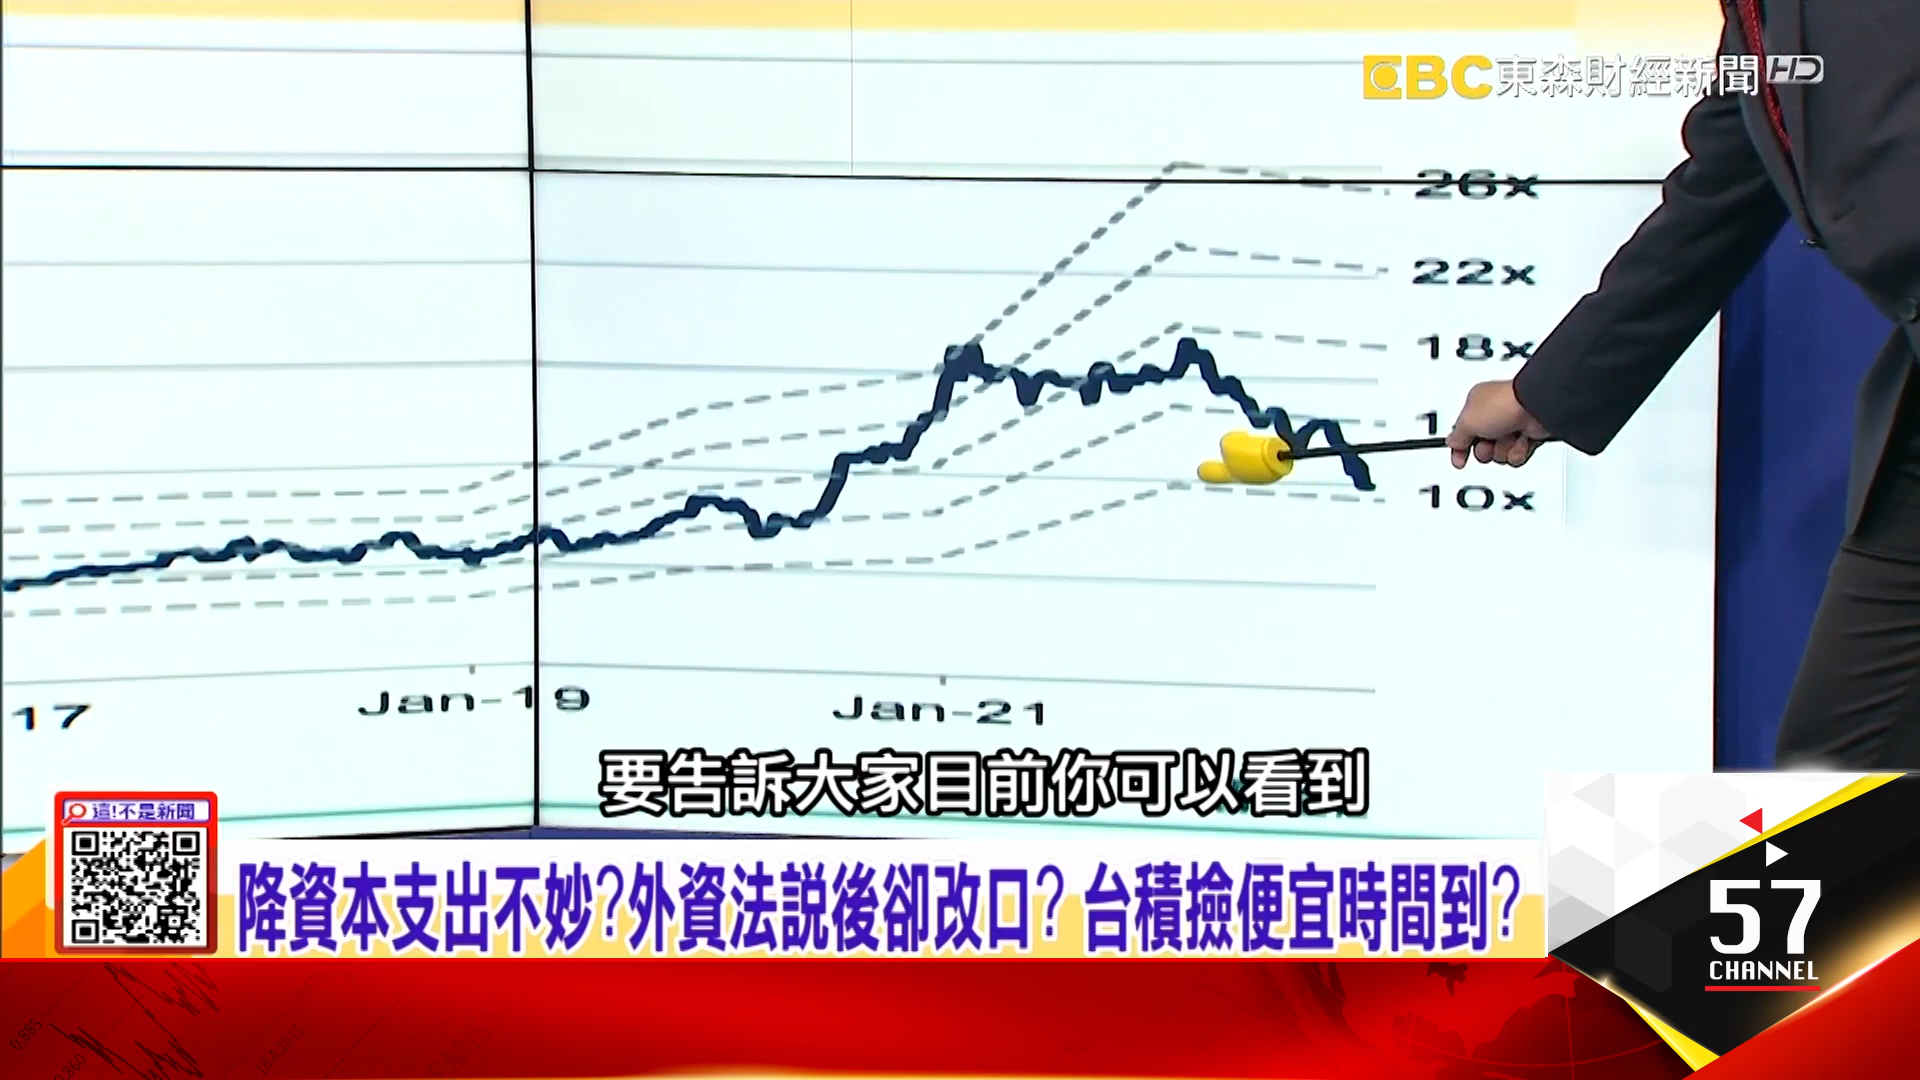 EBC東森財經新聞HD
26x
22x
18x
1
10x
17
Jan-19
Jan-21
要告訴大家目前你可以看到
這!不是新聞
降資本支出不妙?外資法説後卻改口? 台積撿便宜時間到?
57
CHANNEL